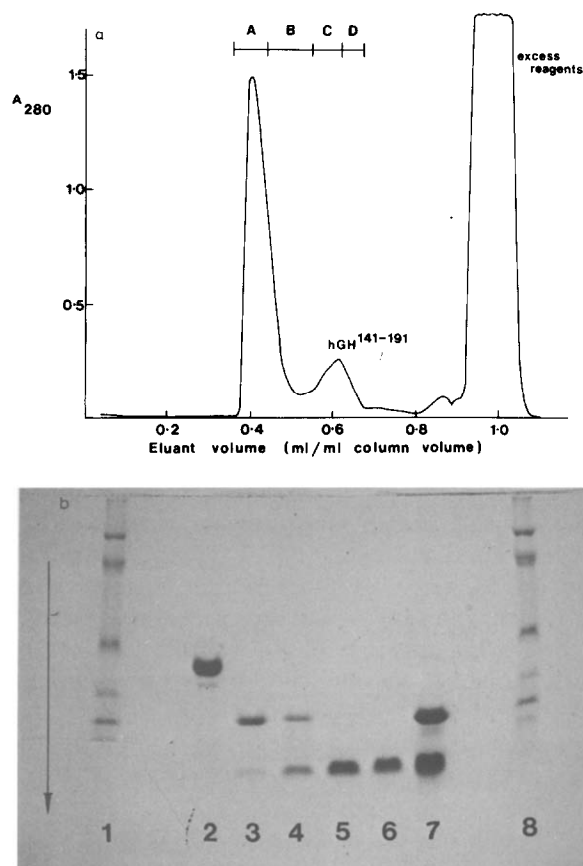 a
A B C D
A280
1·5
1·0
0·5
excess
reagents
hGH141-191
0·2 0·4 0·6 0·8 1·0
Eluant volume (ml/ml column volume)
b
1 2 3 4 5 6 7 8